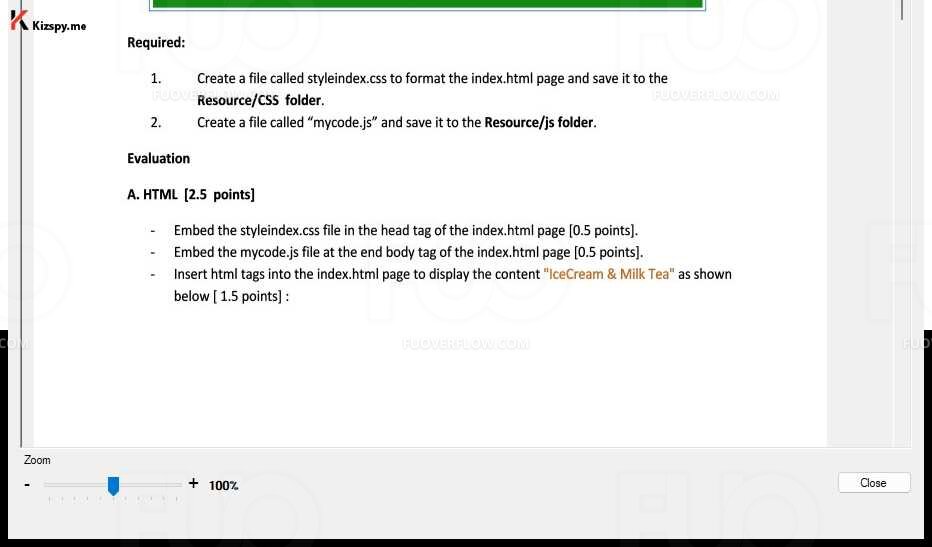 Kizspy.me
Required:
1. Create a file called styleindex.css to format the index.html page and save it to the
FUOVERFLOW.COM FUOVERFLOW.COM
Resource/CSS folder.
2. Create a file called “mycode.js” and save it to the Resource/js folder.
Evaluation
A. HTML [2.5 points]
- Embed the styleindex.css file in the head tag of the index.html page [0.5 points].
- Embed the mycode.js file at the end body tag of the index.html page [0.5 points].
- Insert html tags into the index.html page to display the content "IceCream & Milk Tea" as shown
below [ 1.5 points] :
.COM FUOVERFLOW.COM FUO
Zoom
- + 100%
Close